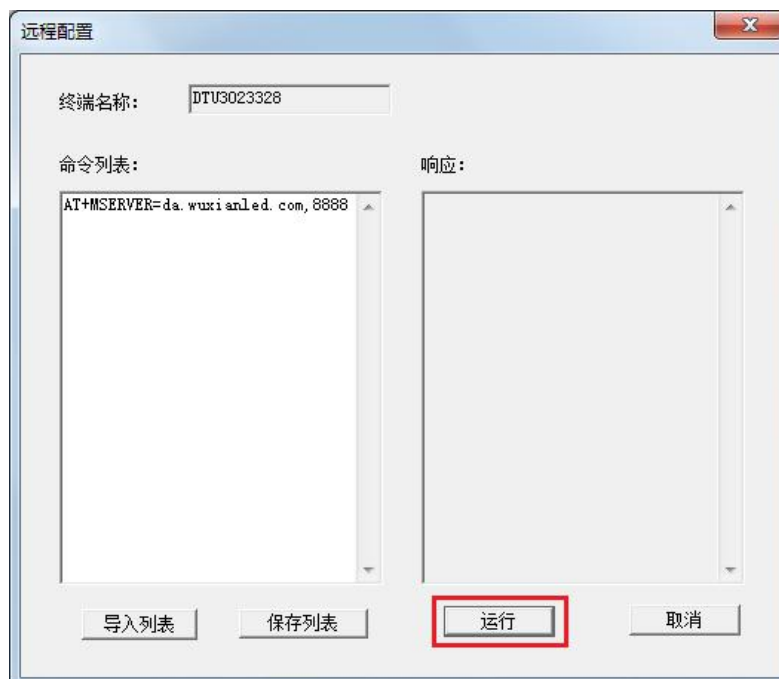 远程配置
终端名称： DTU3023328
命令列表： 响应：
AT+MSERVER=da.wuxianled.com,8888
导入列表 保存列表 运行 取消